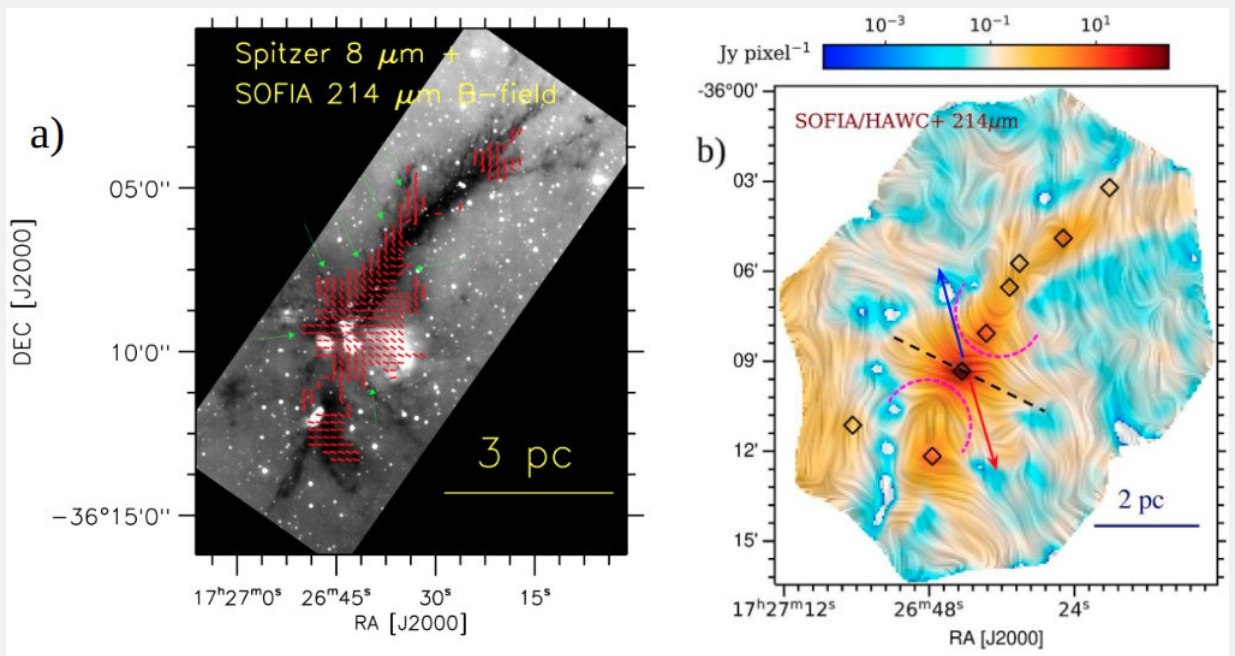 a)
Spitzer 8 μm +
SOFIA 214 μm B-field
05'0"
10'0"
-36°15'0"
DEC [J2000]
3 pc
17ʰ27ᵐ0ˢ 26ᵐ45ˢ 30ˢ 15ˢ
RA [J2000]
b)
10⁻³ 10⁻¹ 10¹
Jy pixel⁻¹
SOFIA/HAWC+ 214μm
-36°00'
03'
06'
09'
12'
15'
2 pc
17ʰ27ᵐ12ˢ 26ᵐ48ˢ 24ˢ
RA [J2000]